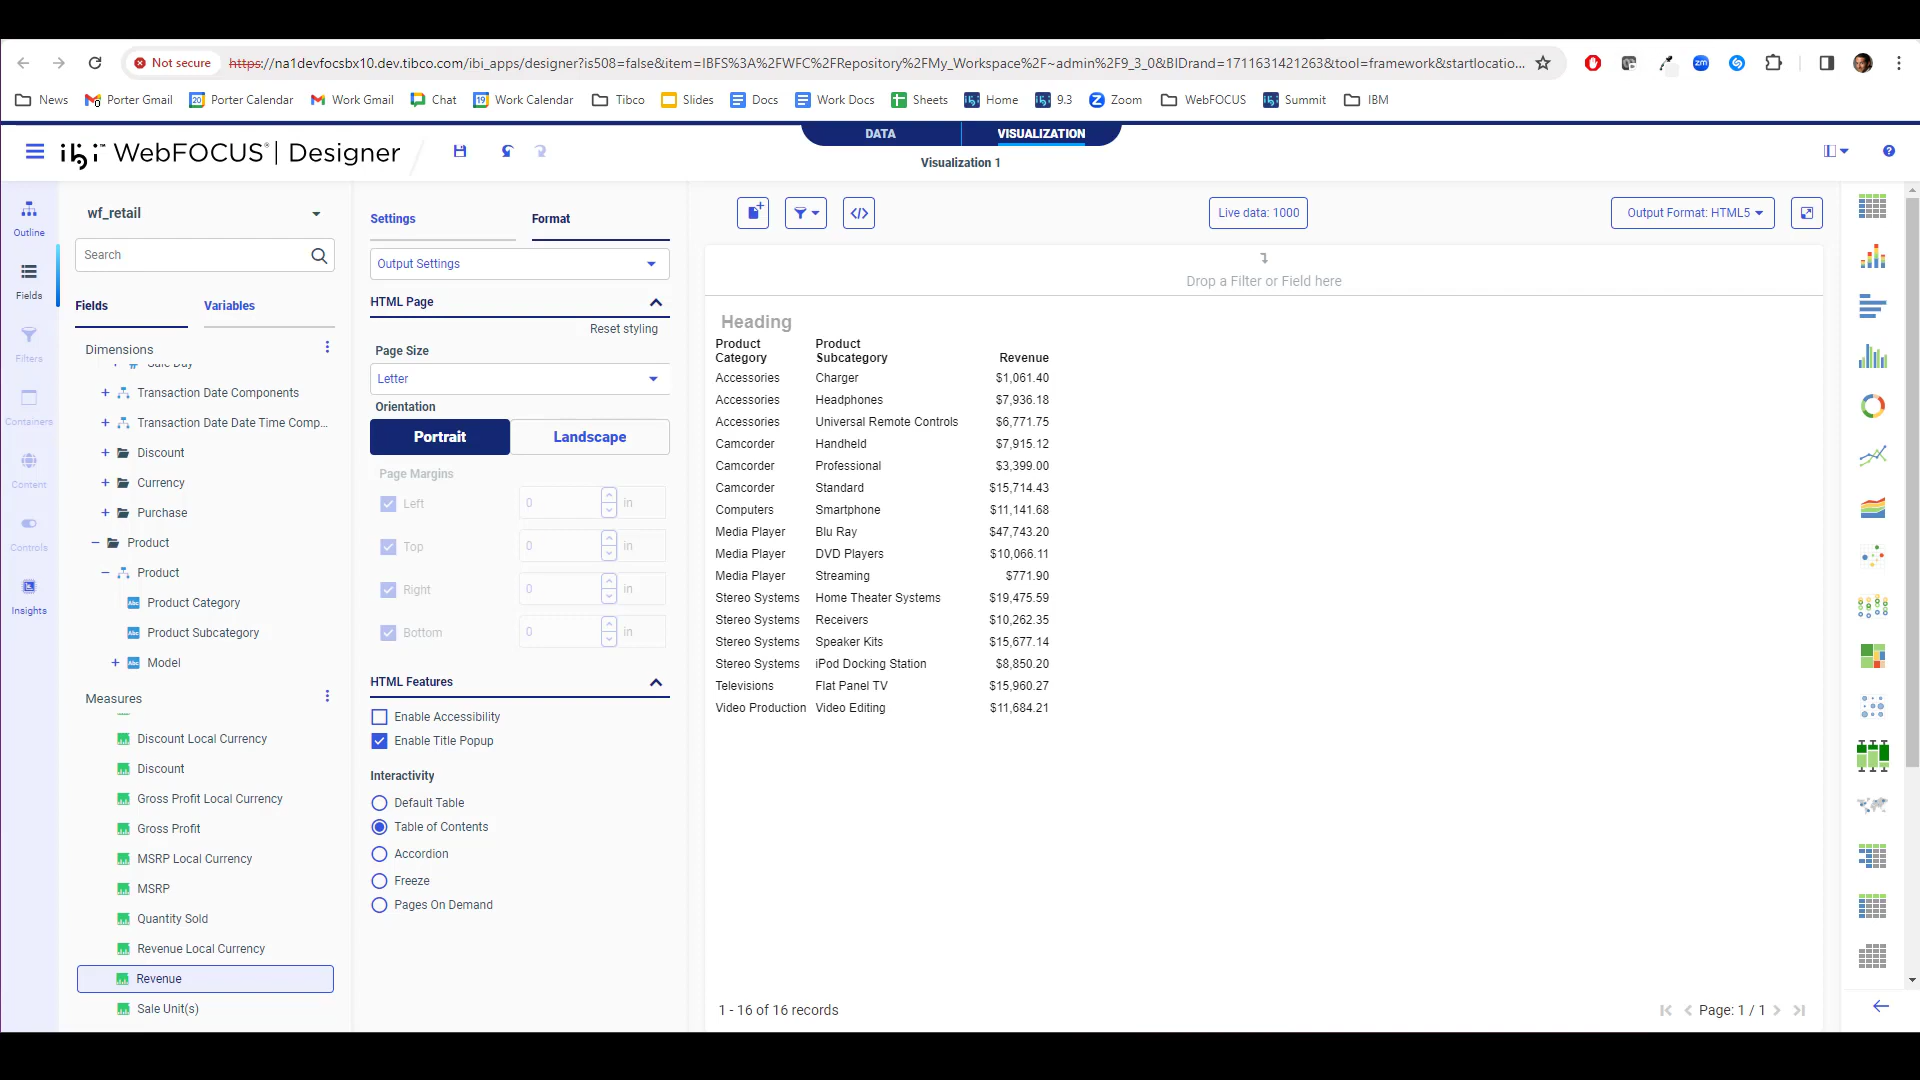 Not secure
https://na1devfocsbx10.dev.tibco.com/ibi_apps/designer?is508=false&item=IBFS%3A%2FWFC%2FRepository%2FMy_Workspace%2F~admin%2F9_3_0&BIDrand=1711631421263&tool=framework&startlocatio...
News Porter Gmail Porter Calendar Work Gmail Chat Work Calendar Tibco Slides Docs Work Docs Sheets Home 9.3 Zoom WebFOCUS Summit IBM
DATA VISUALIZATION
ibi™ WebFOCUS® | Designer
Visualization 1
Outline
Fields
Filters
Containers
Content
Controls
Insights
wf_retail
Search
Fields Variables
Dimensions
Sale Day
Transaction Date Components
Transaction Date Date Time Comp...
Discount
Currency
Purchase
Product
Product
Product Category
Product Subcategory
Model
Measures
Discount Local Currency
Discount
Gross Profit Local Currency
Gross Profit
MSRP Local Currency
MSRP
Quantity Sold
Revenue Local Currency
Revenue
Sale Unit(s)
Settings Format
Output Settings
HTML Page
Reset styling
Page Size
Letter
Orientation
Portrait Landscape
Page Margins
Left 0 in
Top 0 in
Right 0 in
Bottom 0 in
HTML Features
Enable Accessibility
Enable Title Popup
Interactivity
Default Table
Table of Contents
Accordion
Freeze
Pages On Demand
Live data: 1000
Output Format: HTML5
Drop a Filter or Field here
Heading
Product Product
Category Subcategory Revenue
Accessories Charger $1,061.40
Accessories Headphones $7,936.18
Accessories Universal Remote Controls $6,771.75
Camcorder Handheld $7,915.12
Camcorder Professional $3,399.00
Camcorder Standard $15,714.43
Computers Smartphone $11,141.68
Media Player Blu Ray $47,743.20
Media Player DVD Players $10,066.11
Media Player Streaming $771.90
Stereo Systems Home Theater Systems $19,475.59
Stereo Systems Receivers $10,262.35
Stereo Systems Speaker Kits $15,677.14
Stereo Systems iPod Docking Station $8,850.20
Televisions Flat Panel TV $15,960.27
Video Production Video Editing $11,684.21
1 - 16 of 16 records
Page: 1 / 1